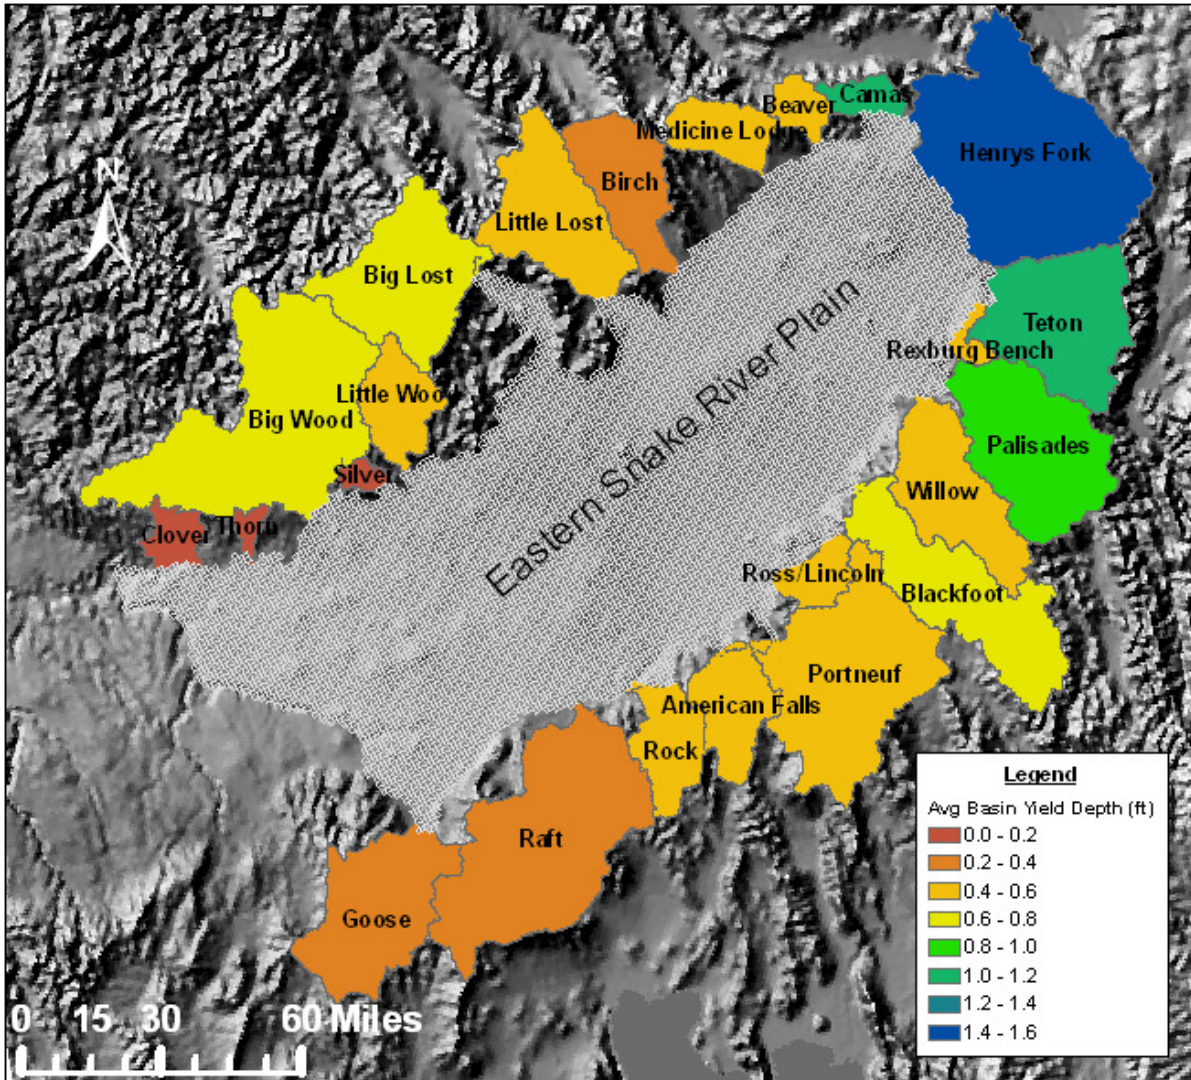 Camas
Beaver
Medicine Lodge
Henrys Fork
Birch
N
Little Lost
Big Lost
Teton
Rexburg Bench
Eastern Snake River Plain
Little Woo
Big Wood
Palisades
Silver
Willow
Clover
Thorn
Ross/Lincoln
Blackfoot
Portneuf
American Falls
Rock
Raft
Goose
Legend
Avg Basin Yield Depth (ft)
0.0 - 0.2
0.2 - 0.4
0.4 - 0.6
0.6 - 0.8
0.8 - 1.0
1.0 - 1.2
1.2 - 1.4
1.4 - 1.6
0 15 30 60 Miles